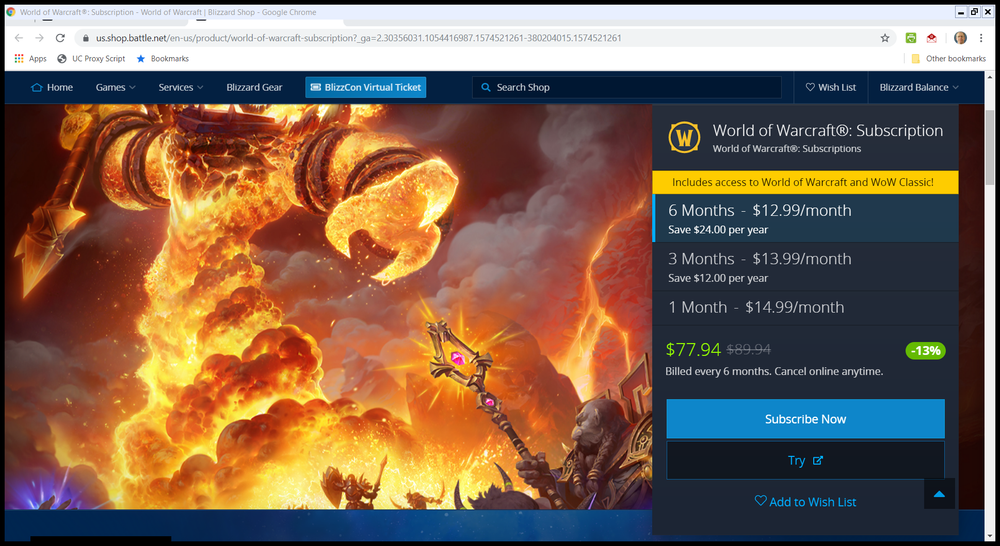 World of Warcraft®: Subscription - World of Warcraft | Blizzard Shop - Google Chrome
us.shop.battle.net/en-us/product/world-of-warcraft-subscription?_ga=2.30356031.1054416987.1574521261-380204015.1574521261
Apps UC Proxy Script Bookmarks Other bookmarks
Home Games Services Blizzard Gear BlizzCon Virtual Ticket Search Shop Wish List Blizzard Balance
W
World of Warcraft®: Subscription
World of Warcraft®: Subscriptions
Includes access to World of Warcraft and WoW Classic!
6 Months - $12.99/month
Save $24.00 per year
3 Months - $13.99/month
Save $12.00 per year
1 Month - $14.99/month
$77.94 $89.94 -13%
Billed every 6 months. Cancel online anytime.
Subscribe Now
Try
Add to Wish List